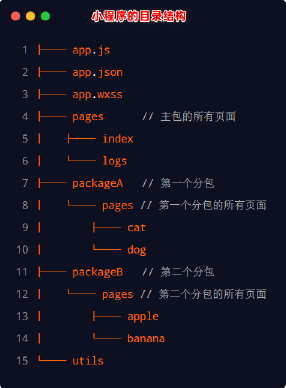 小程序的目录结构
1 ├── app.js
2 ├── app.json
3 ├── app.wxss
4 ├── pages // 主包的所有页面
5 │ ├── index
6 │ └── logs
7 ├── packageA // 第一个分包
8 │ └── pages // 第一个分包的所有页面
9 │ ├── cat
10 │ └── dog
11 ├── packageB // 第二个分包
12 │ └── pages // 第二个分包的所有页面
13 │ ├── apple
14 │ └── banana
15 └── utils